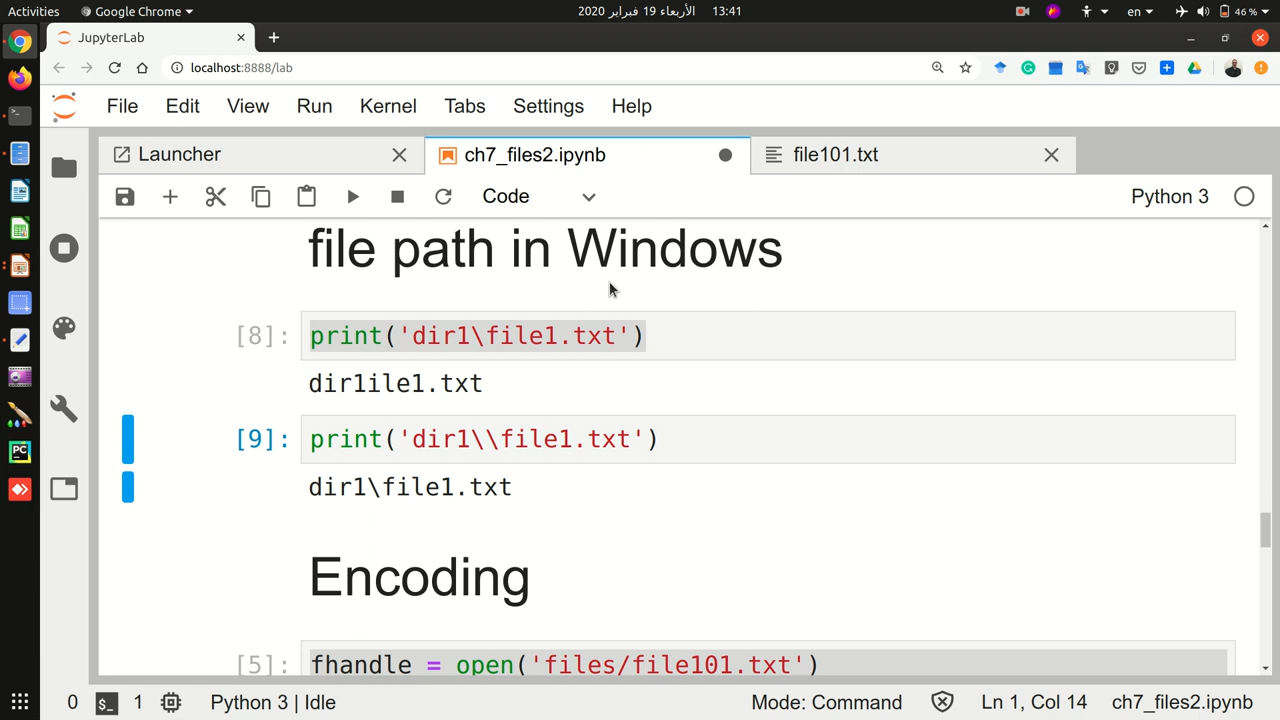 Activities Google Chrome الأربعاء 19 فبراير 2020 13:41 en 46 %
JupyterLab
localhost:8888/lab
File Edit View Run Kernel Tabs Settings Help
Launcher ch7_files2.ipynb file101.txt
Code Python 3
file path in Windows
[8]: print('dir1\file1.txt')
dir1ile1.txt
[9]: print('dir1\\file1.txt')
dir1\file1.txt
Encoding
[5]: fhandle = open('files/file101.txt')
0 $_ 1 Python 3 | Idle Mode: Command Ln 1, Col 14 ch7_files2.ipynb
PC